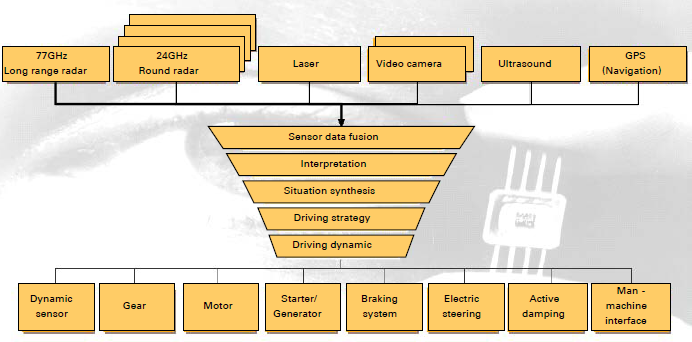 77GHz
Long range radar
24GHz
Round radar
Laser
Video camera
Ultrasound
GPS
(Navigation)
Sensor data fusion
Interpretation
Situation synthesis
Driving strategy
Driving dynamic
Dynamic
sensor
Gear
Motor
Starter/
Generator
Braking
system
Electric
steering
Active
damping
Man -
machine
interface